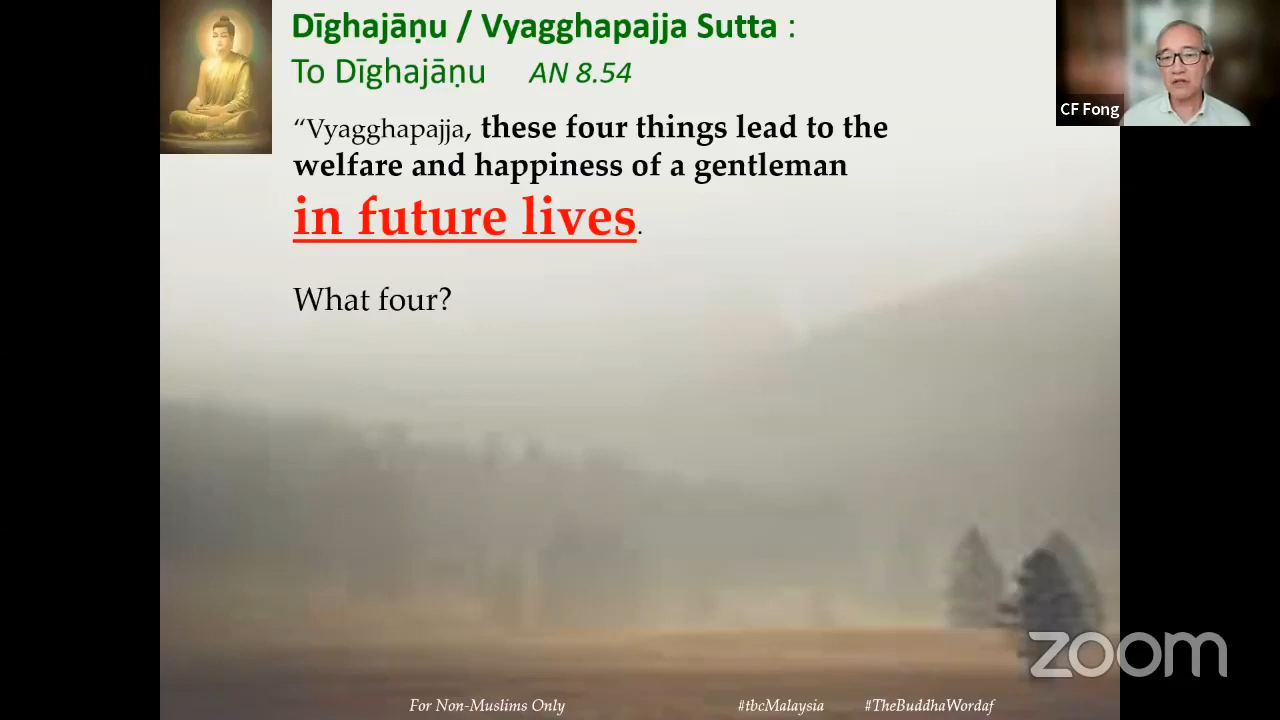 Dīghajāṇu / Vyagghapajja Sutta :
To Dīghajāṇu AN 8.54
CF Fong
“Vyagghapajja, these four things lead to the
welfare and happiness of a gentleman
in future lives.
What four?
zoom
For Non-Muslims Only #tbcMalaysia #TheBuddhaWordaf